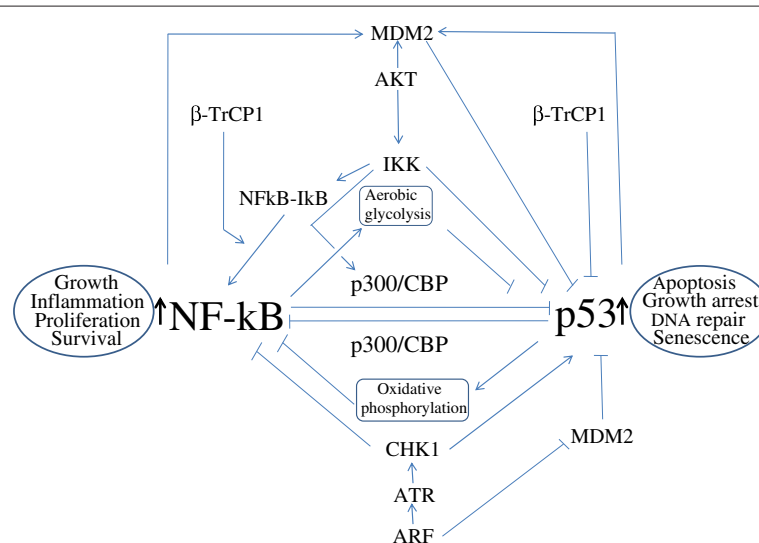 MDM2
AKT
β-TrCP1
β-TrCP1
IKK
NFkB-IkB
Aerobic
glycolysis
p300/CBP
Growth
Inflammation
Proliferation
Survival
NF-kB
p53
Apoptosis
Growth arrest
DNA repair
Senescence
p300/CBP
Oxidative
phosphorylation
CHK1
MDM2
ATR
ARF